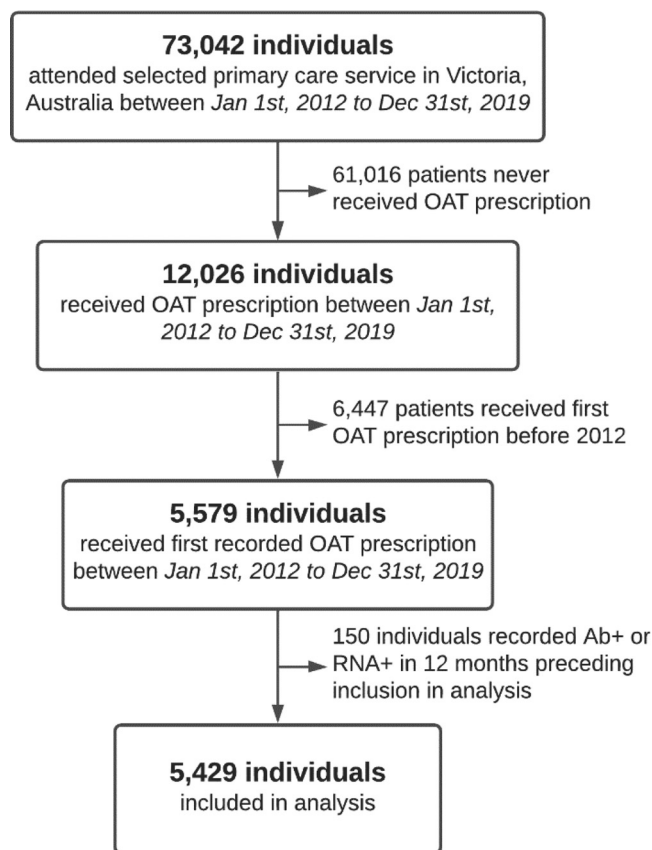 73,042 individuals
attended selected primary care service in Victoria,
Australia between Jan 1st, 2012 to Dec 31st, 2019
61,016 patients never
received OAT prescription
12,026 individuals
received OAT prescription between Jan 1st,
2012 to Dec 31st, 2019
6,447 patients received first
OAT prescription before 2012
5,579 individuals
received first recorded OAT prescription
between Jan 1st, 2012 to Dec 31st, 2019
150 individuals recorded Ab+ or
RNA+ in 12 months preceding
inclusion in analysis
5,429 individuals
included in analysis